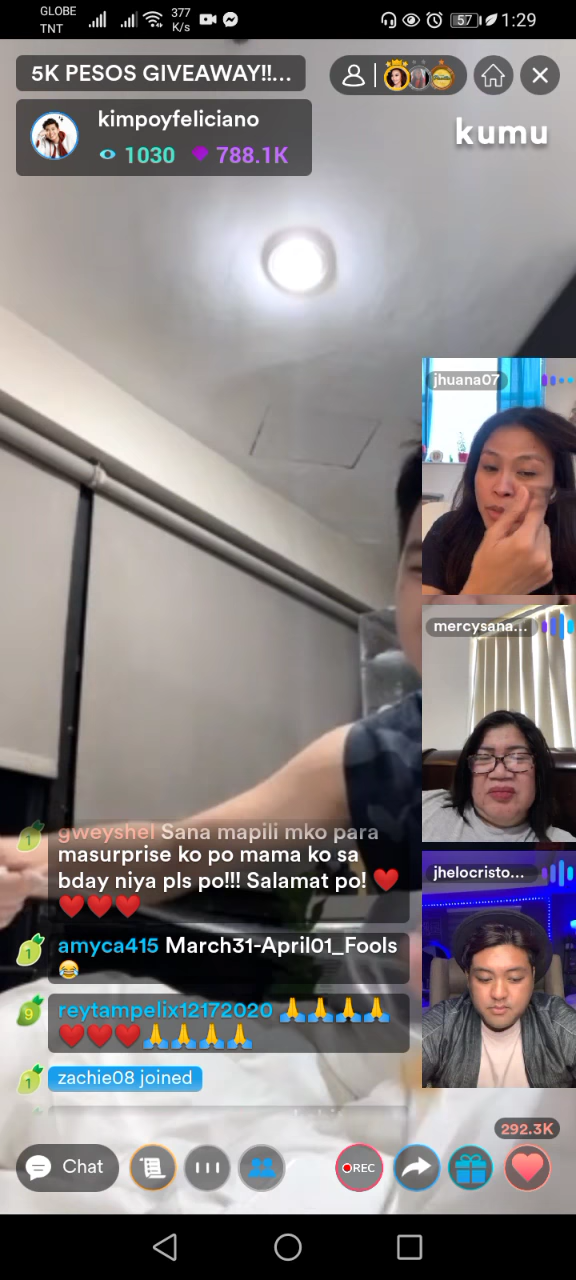 GLOBE
TNT
377
K/s
57
1:29
5K PESOS GIVEAWAY!!...
kimpoyfeliciano
1030
788.1K
kumu
jhuana07
mercysana...
jhelocristo...
1
gweyshel Sana mapili mko para
masurprise ko po mama ko sa
bday niya pls po!!! Salamat po! ❤️
❤️❤️❤️
1
amyca415 March31-April01_Fools
😂
9
reytampelix12172020 🙏🙏🙏🙏
❤️❤️❤️🙏🙏🙏🙏
1
zachie08 joined
292.3K
Chat
REC